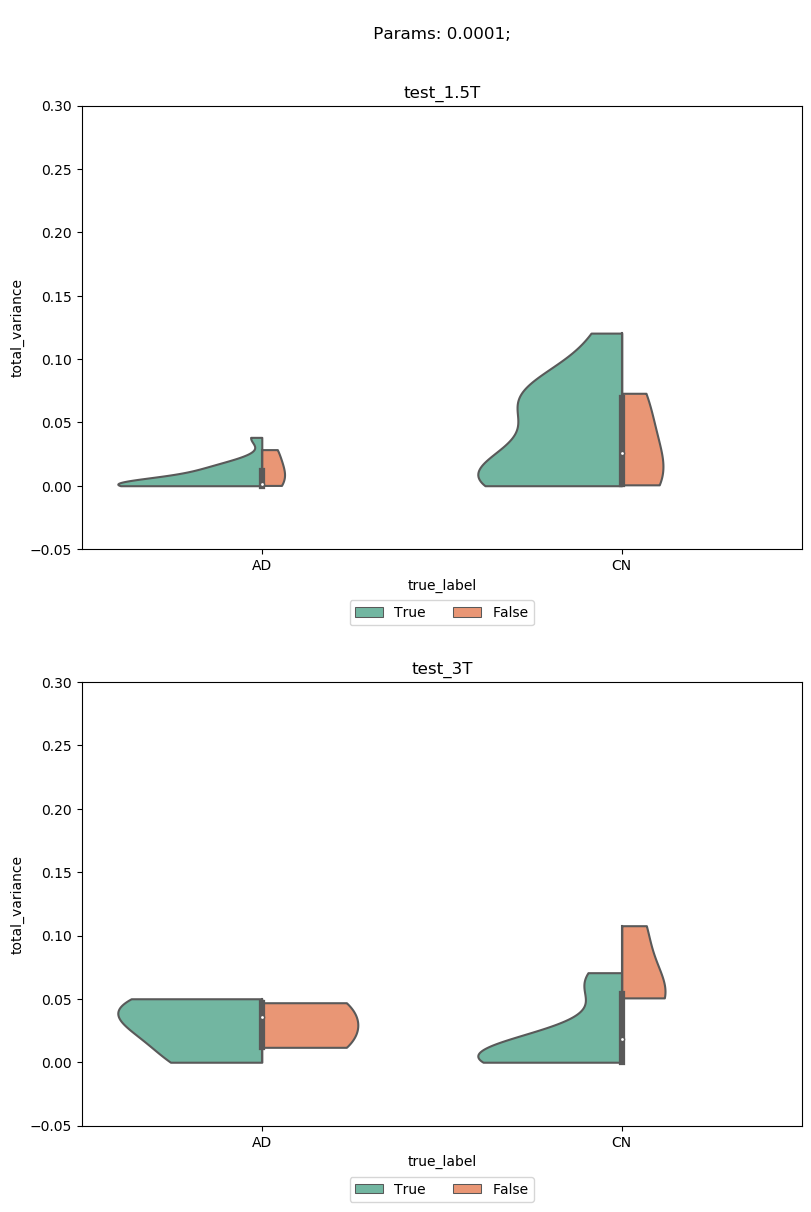 Params: 0.0001;
test_1.5T
0.30
0.25
0.20
0.15
0.10
0.05
0.00
−0.05
total_variance
AD CN
true_label
True False
test_3T
0.30
0.25
0.20
0.15
0.10
0.05
0.00
−0.05
total_variance
AD CN
true_label
True False